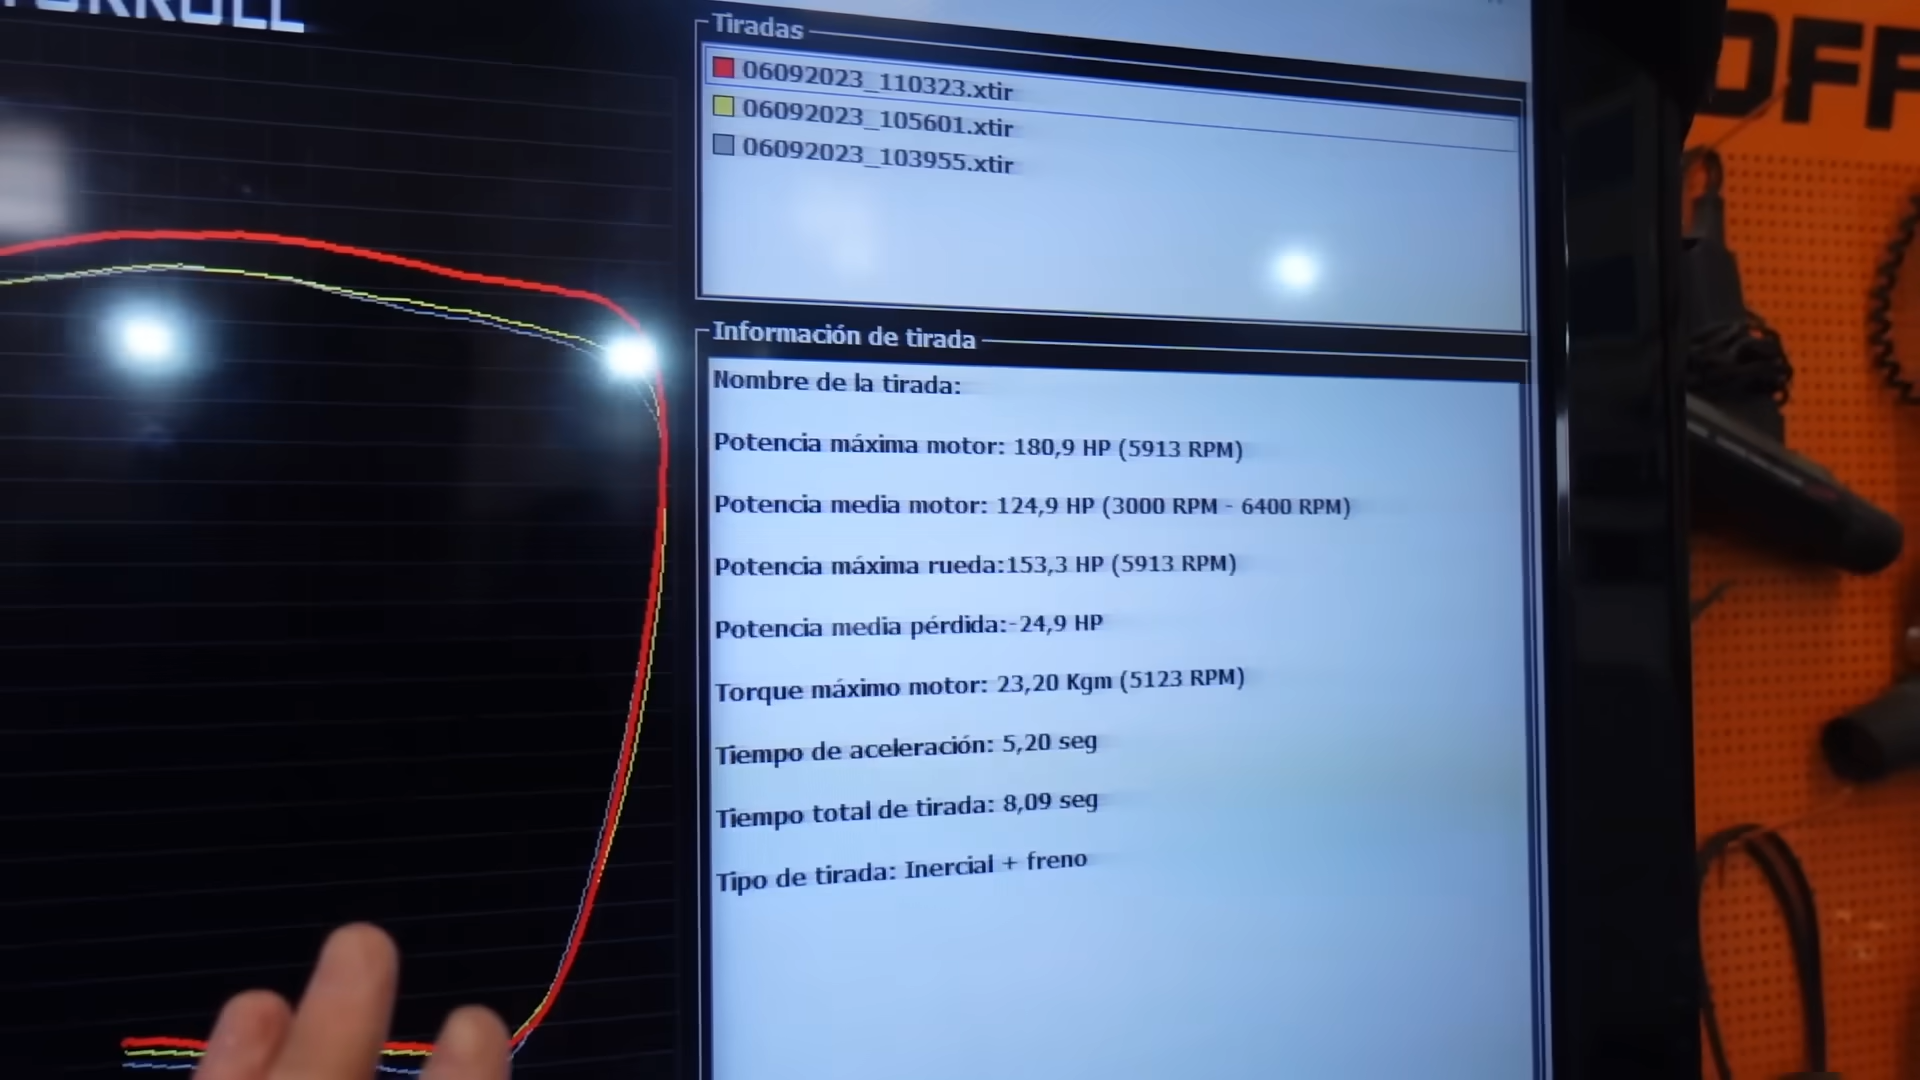 Tiradas
06092023_110323.xtir
06092023_105601.xtir
06092023_103955.xtir
Información de tirada
Nombre de la tirada:
Potencia máxima motor: 180,9 HP (5913 RPM)
Potencia media motor: 124,9 HP (3000 RPM - 6400 RPM)
Potencia máxima rueda:153,3 HP (5913 RPM)
Potencia media pérdida:-24,9 HP
Torque máximo motor: 23,20 Kgm (5123 RPM)
Tiempo de aceleración: 5,20 seg
Tiempo total de tirada: 8,09 seg
Tipo de tirada: Inercial + freno